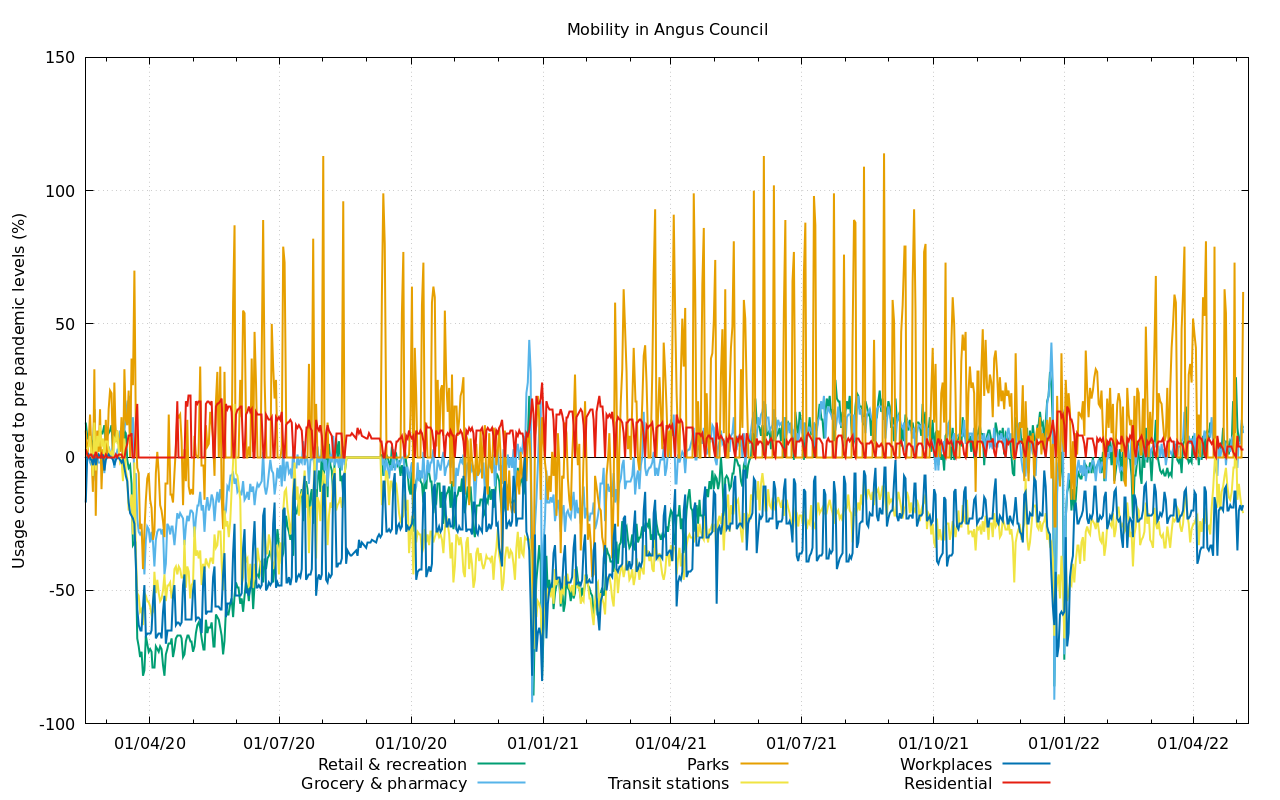 Mobility in Angus Council
Usage compared to pre pandemic levels (%)
150
100
50
0
-50
-100
01/04/20 01/07/20 01/10/20 01/01/21 01/04/21 01/07/21 01/10/21 01/01/22 01/04/22
Retail & recreation Parks Workplaces
Grocery & pharmacy Transit stations Residential